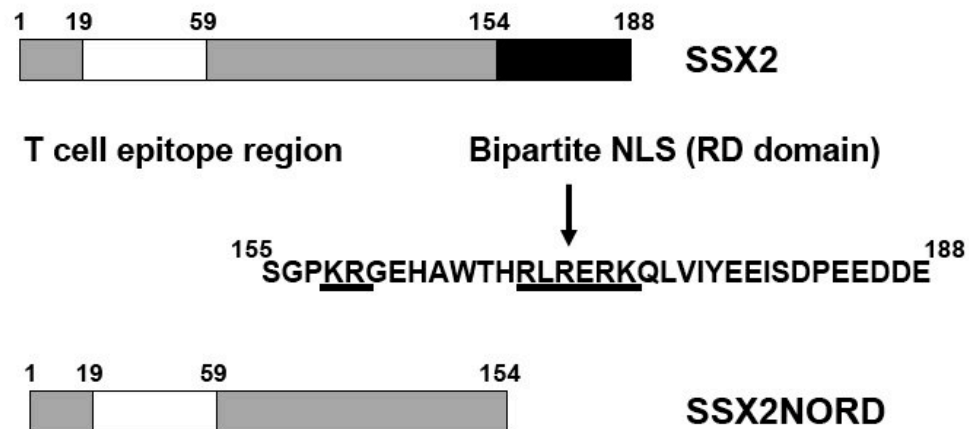 1 19 59 154 188
SSX2
T cell epitope region Bipartite NLS (RD domain)
155 SGPKRGEHAWTHRLRERKQLVIYEEISDPEEDDE 188
1 19 59 154
SSX2NORD